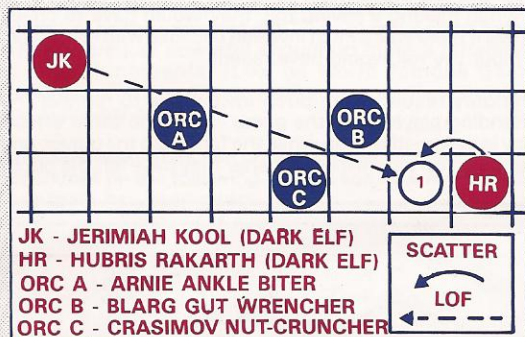 JK
ORC
A
ORC
B
ORC
C
1
HR
JK - JERIMIAH KOOL (DARK ELF)
HR - HUBRIS RAKARTH (DARK ELF)
ORC A - ARNIE ANKLE BITER
ORC B - BLARG GUT WRENCHER
ORC C - CRASIMOV NUT-CRUNCHER
SCATTER
LOF